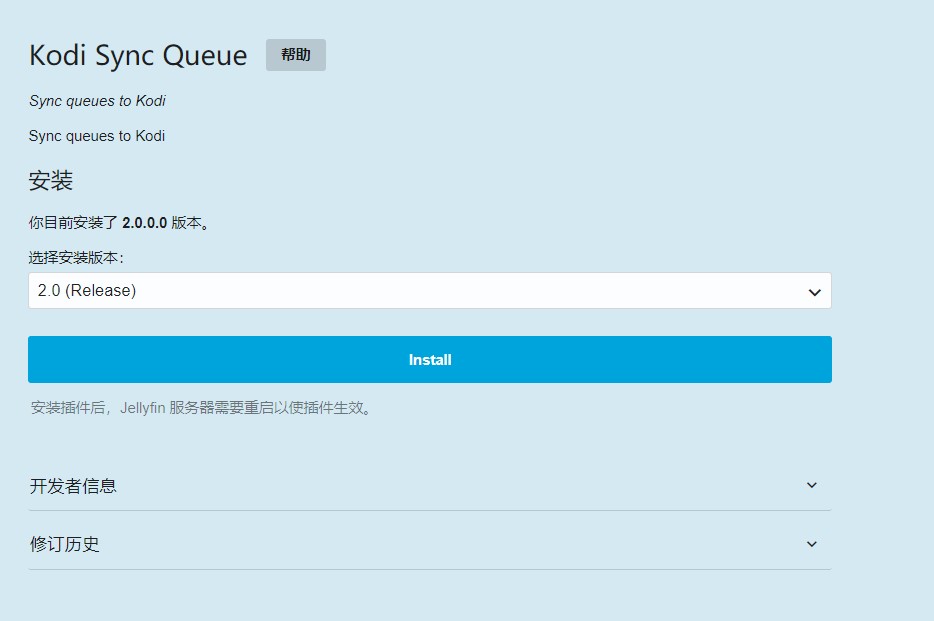 Kodi Sync Queue 帮助
Sync queues to Kodi
Sync queues to Kodi
安装
你目前安装了 2.0.0.0 版本。
选择安装版本：
2.0 (Release)
Install
安装插件后，Jellyfin 服务器需要重启以使插件生效。
开发者信息
修订历史